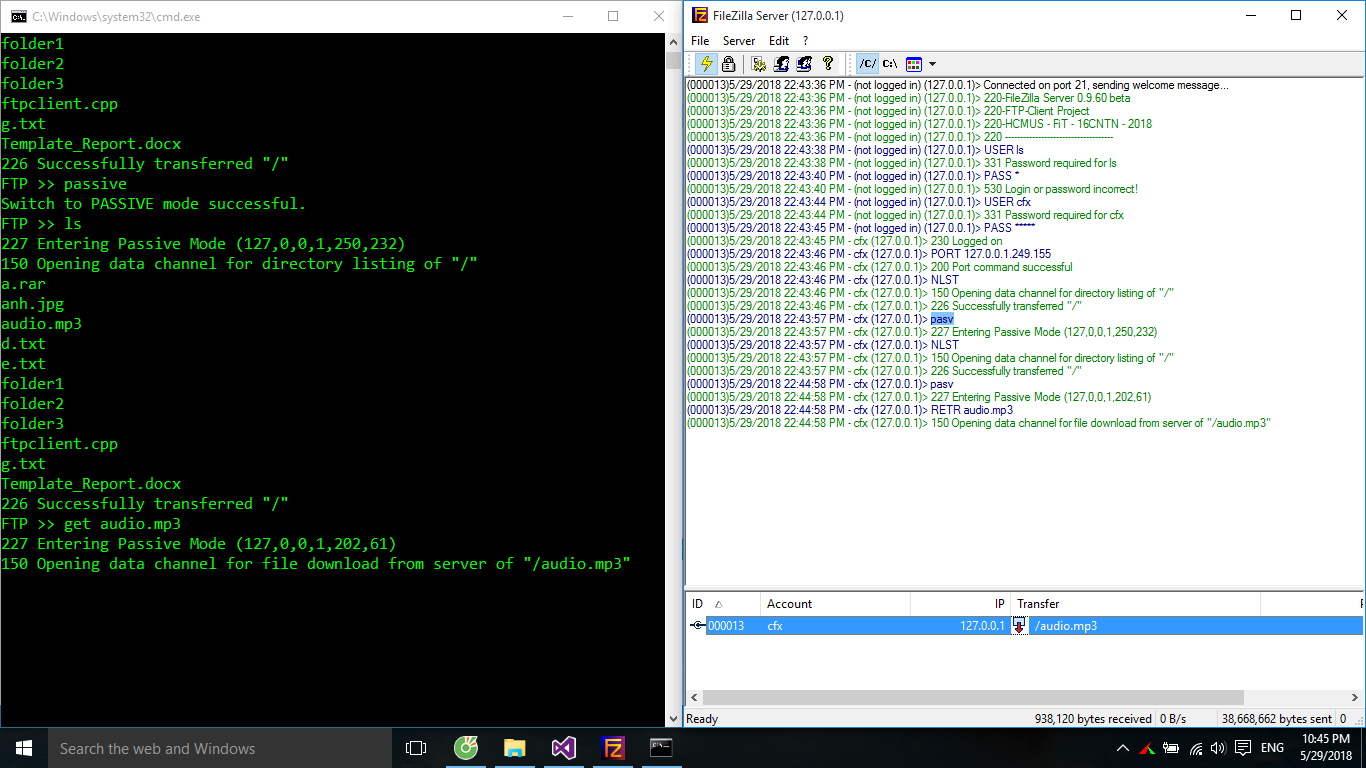 C:\Windows\system32\cmd.exe
folder1
folder2
folder3
ftpclient.cpp
g.txt
Template_Report.docx
226 Successfully transferred "/"
FTP >> passive
Switch to PASSIVE mode successful.
FTP >> ls
227 Entering Passive Mode (127,0,0,1,250,232)
150 Opening data channel for directory listing of "/"
a.rar
anh.jpg
audio.mp3
d.txt
e.txt
folder1
folder2
folder3
ftpclient.cpp
g.txt
Template_Report.docx
226 Successfully transferred "/"
FTP >> get audio.mp3
227 Entering Passive Mode (127,0,0,1,202,61)
150 Opening data channel for file download from server of "/audio.mp3"
FileZilla Server (127.0.0.1)
File Server Edit ?
/C/ C:\
(000013)5/29/2018 22:43:36 PM - (not logged in) (127.0.0.1)> Connected on port 21, sending welcome message...
(000013)5/29/2018 22:43:36 PM - (not logged in) (127.0.0.1)> 220-FileZilla Server 0.9.60 beta
(000013)5/29/2018 22:43:36 PM - (not logged in) (127.0.0.1)> 220-FTP-Client Project
(000013)5/29/2018 22:43:36 PM - (not logged in) (127.0.0.1)> 220-HCMUS - FiT - 16CNTN - 2018
(000013)5/29/2018 22:43:36 PM - (not logged in) (127.0.0.1)> 220 ------------------------------------
(000013)5/29/2018 22:43:38 PM - (not logged in) (127.0.0.1)> USER ls
(000013)5/29/2018 22:43:38 PM - (not logged in) (127.0.0.1)> 331 Password required for ls
(000013)5/29/2018 22:43:40 PM - (not logged in) (127.0.0.1)> PASS *
(000013)5/29/2018 22:43:40 PM - (not logged in) (127.0.0.1)> 530 Login or password incorrect!
(000013)5/29/2018 22:43:44 PM - (not logged in) (127.0.0.1)> USER cfx
(000013)5/29/2018 22:43:44 PM - (not logged in) (127.0.0.1)> 331 Password required for cfx
(000013)5/29/2018 22:43:45 PM - (not logged in) (127.0.0.1)> PASS *****
(000013)5/29/2018 22:43:45 PM - cfx (127.0.0.1)> 230 Logged on
(000013)5/29/2018 22:43:46 PM - cfx (127.0.0.1)> PORT 127.0.0.1.249.155
(000013)5/29/2018 22:43:46 PM - cfx (127.0.0.1)> 200 Port command successful
(000013)5/29/2018 22:43:46 PM - cfx (127.0.0.1)> NLST
(000013)5/29/2018 22:43:46 PM - cfx (127.0.0.1)> 150 Opening data channel for directory listing of "/"
(000013)5/29/2018 22:43:46 PM - cfx (127.0.0.1)> 226 Successfully transferred "/"
(000013)5/29/2018 22:43:57 PM - cfx (127.0.0.1)> pasv
(000013)5/29/2018 22:43:57 PM - cfx (127.0.0.1)> 227 Entering Passive Mode (127,0,0,1,250,232)
(000013)5/29/2018 22:43:57 PM - cfx (127.0.0.1)> NLST
(000013)5/29/2018 22:43:57 PM - cfx (127.0.0.1)> 150 Opening data channel for directory listing of "/"
(000013)5/29/2018 22:43:57 PM - cfx (127.0.0.1)> 226 Successfully transferred "/"
(000013)5/29/2018 22:44:58 PM - cfx (127.0.0.1)> pasv
(000013)5/29/2018 22:44:58 PM - cfx (127.0.0.1)> 227 Entering Passive Mode (127,0,0,1,202,61)
(000013)5/29/2018 22:44:58 PM - cfx (127.0.0.1)> RETR audio.mp3
(000013)5/29/2018 22:44:58 PM - cfx (127.0.0.1)> 150 Opening data channel for file download from server of "/audio.mp3"
ID Account IP Transfer
000013 cfx 127.0.0.1 /audio.mp3
Ready 938,120 bytes received 0 B/s 38,668,662 bytes sent 0
Search the web and Windows
ENG
10:45 PM
5/29/2018